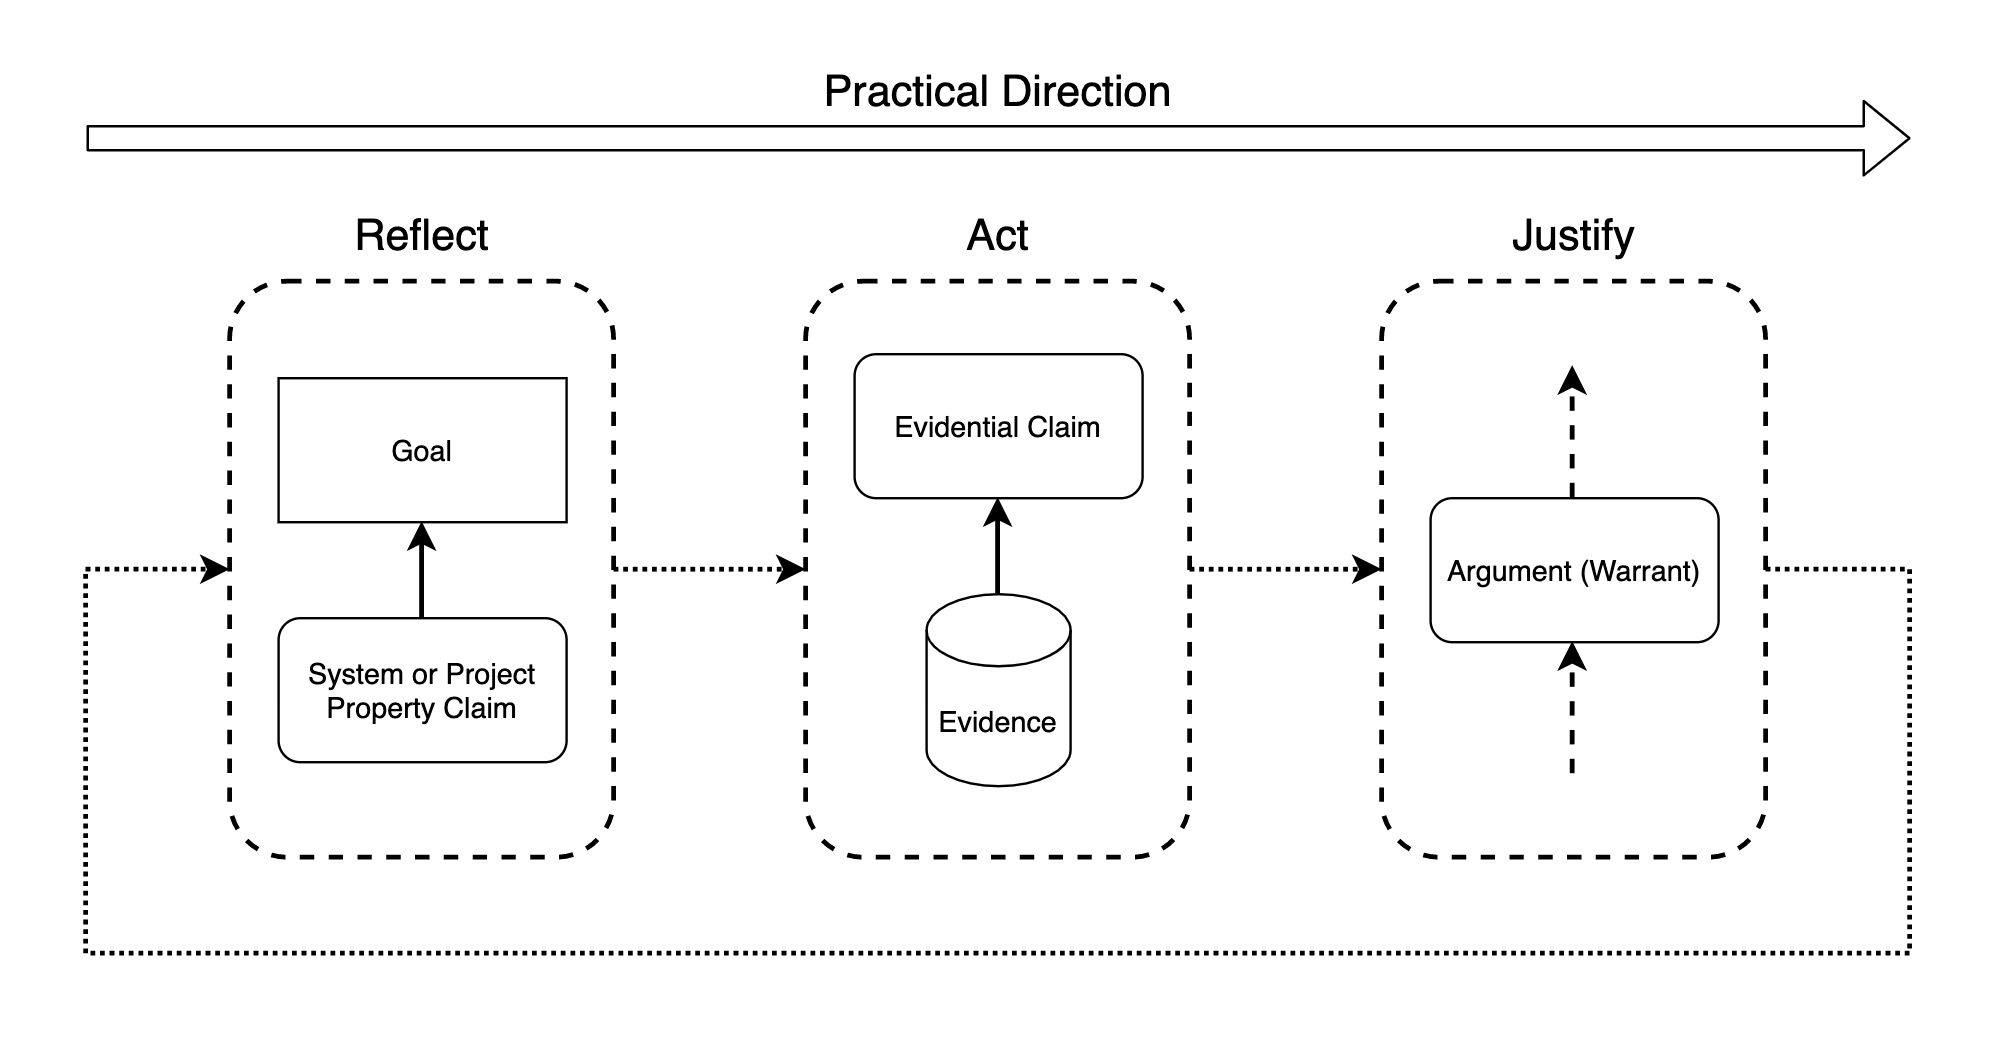 Practical Direction
Reflect
Act
Justify
Goal
System or Project
Property Claim
Evidential Claim
Evidence
Argument (Warrant)